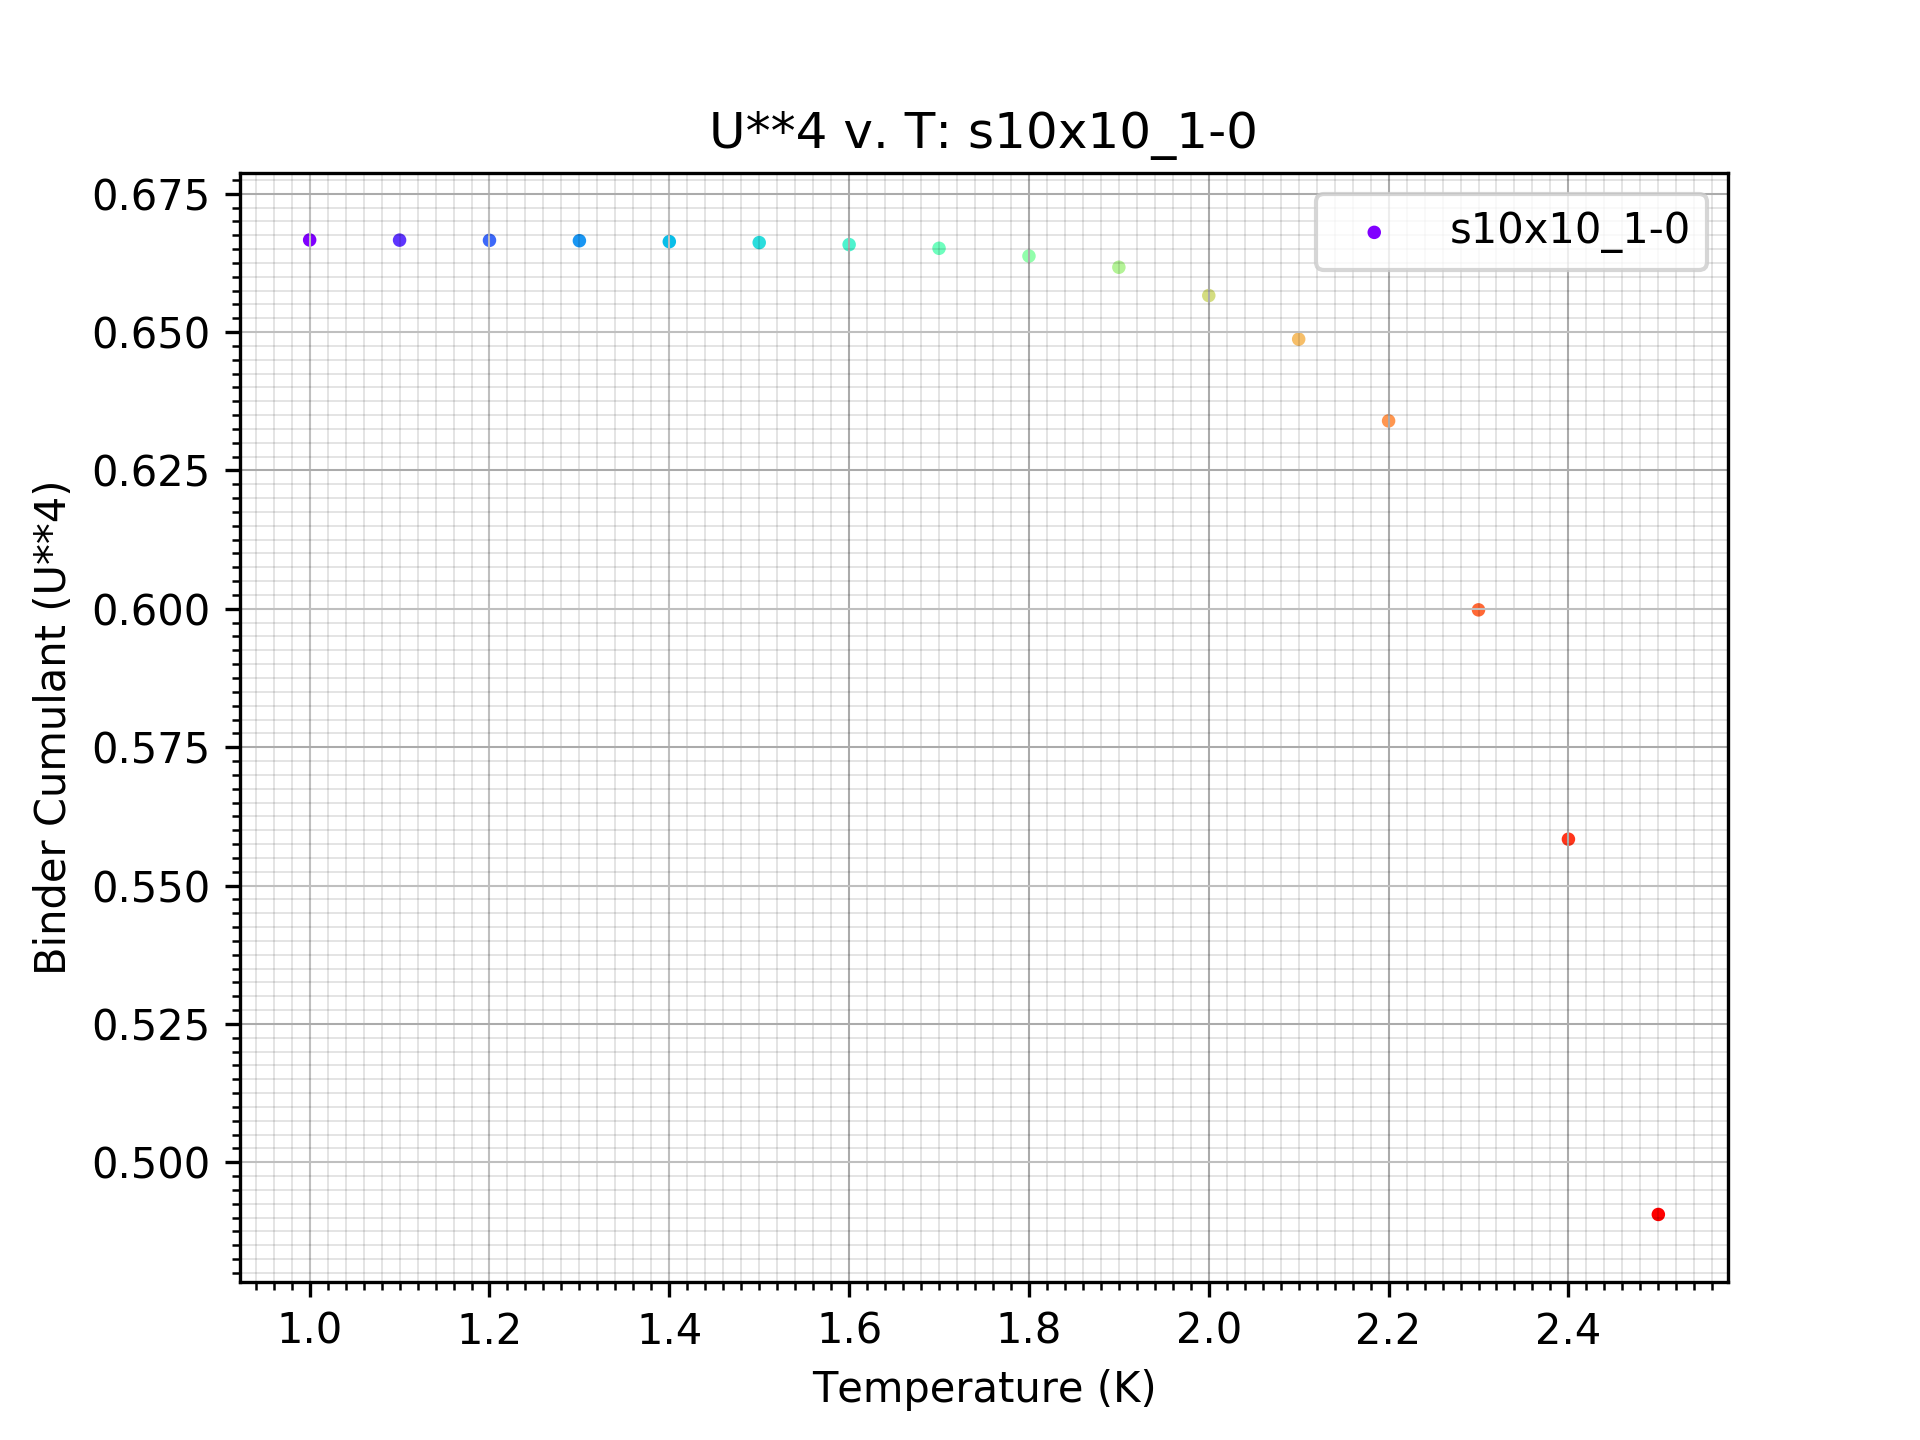 U**4 v. T: s10x10_1-0
s10x10_1-0
Binder Cumulant (U**4)
0.675
0.650
0.625
0.600
0.575
0.550
0.525
0.500
1.0 1.2 1.4 1.6 1.8 2.0 2.2 2.4
Temperature (K)